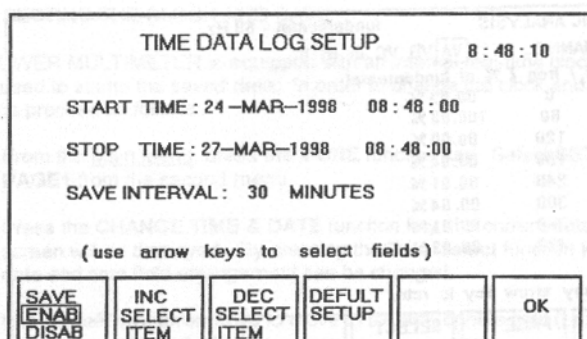 TIME DATA LOG SETUP 8:48:10
START TIME : 24-MAR-1998 08:48:00
STOP TIME : 27-MAR-1998 08:48:00
SAVE INTERVAL : 30 MINUTES
(use arrow keys to select fields)
SAVE ENAB DISAB
INC SELECT ITEM
DEC SELECT ITEM
DEFULT SETUP
OK